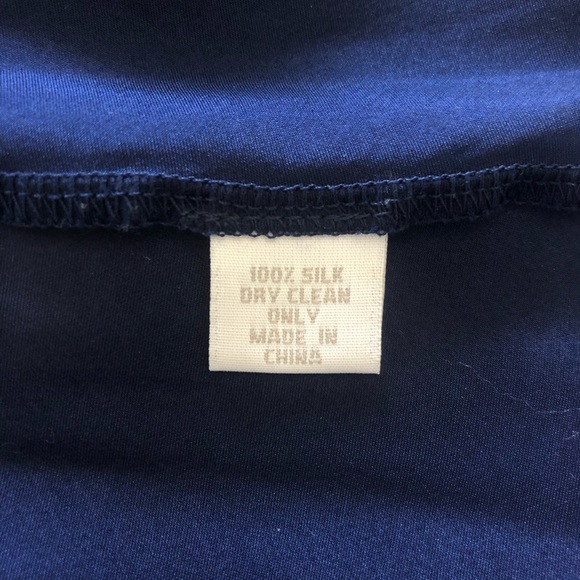 100% SILK
DRY CLEAN
ONLY
MADE IN
CHINA